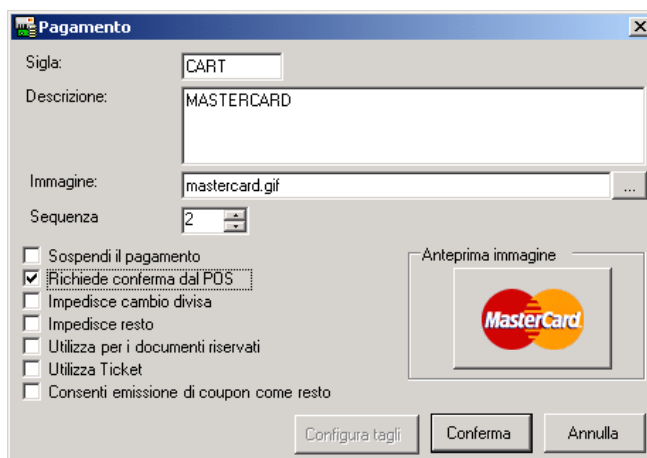 Pagamento
Sigla: CART
Descrizione: MASTERCARD
Immagine: mastercard.gif ...
Sequenza 2
Sospendi il pagamento
Richiede conferma dal POS
Impedisce cambio divisa
Impedisce resto
Utilizza per i documenti riservati
Utilizza Ticket
Consenti emissione di coupon come resto
Anteprima immagine
MasterCard
Configura tagli Conferma Annulla